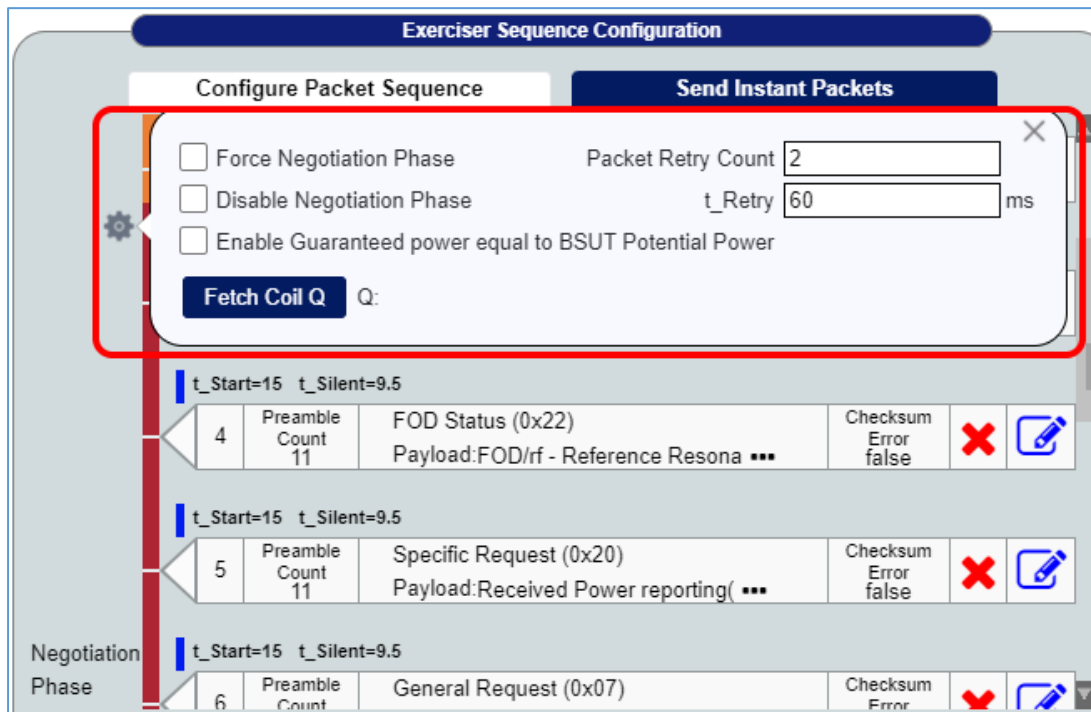 Exerciser Sequence Configuration
Configure Packet Sequence
Send Instant Packets
Force Negotiation Phase
Packet Retry Count 2
Disable Negotiation Phase
t_Retry 60 ms
Enable Guaranteed power equal to BSUT Potential Power
Fetch Coil Q Q:
t_Start=15 t_Silent=9.5
4
Preamble
Count
11
FOD Status (0x22)
Payload:FOD/rf - Reference Resona ...
Checksum
Error
false
t_Start=15 t_Silent=9.5
5
Preamble
Count
11
Specific Request (0x20)
Payload:Received Power reporting( ...
Checksum
Error
false
Negotiation
Phase
t_Start=15 t_Silent=9.5
6
Preamble
Count
General Request (0x07)
Checksum
Error